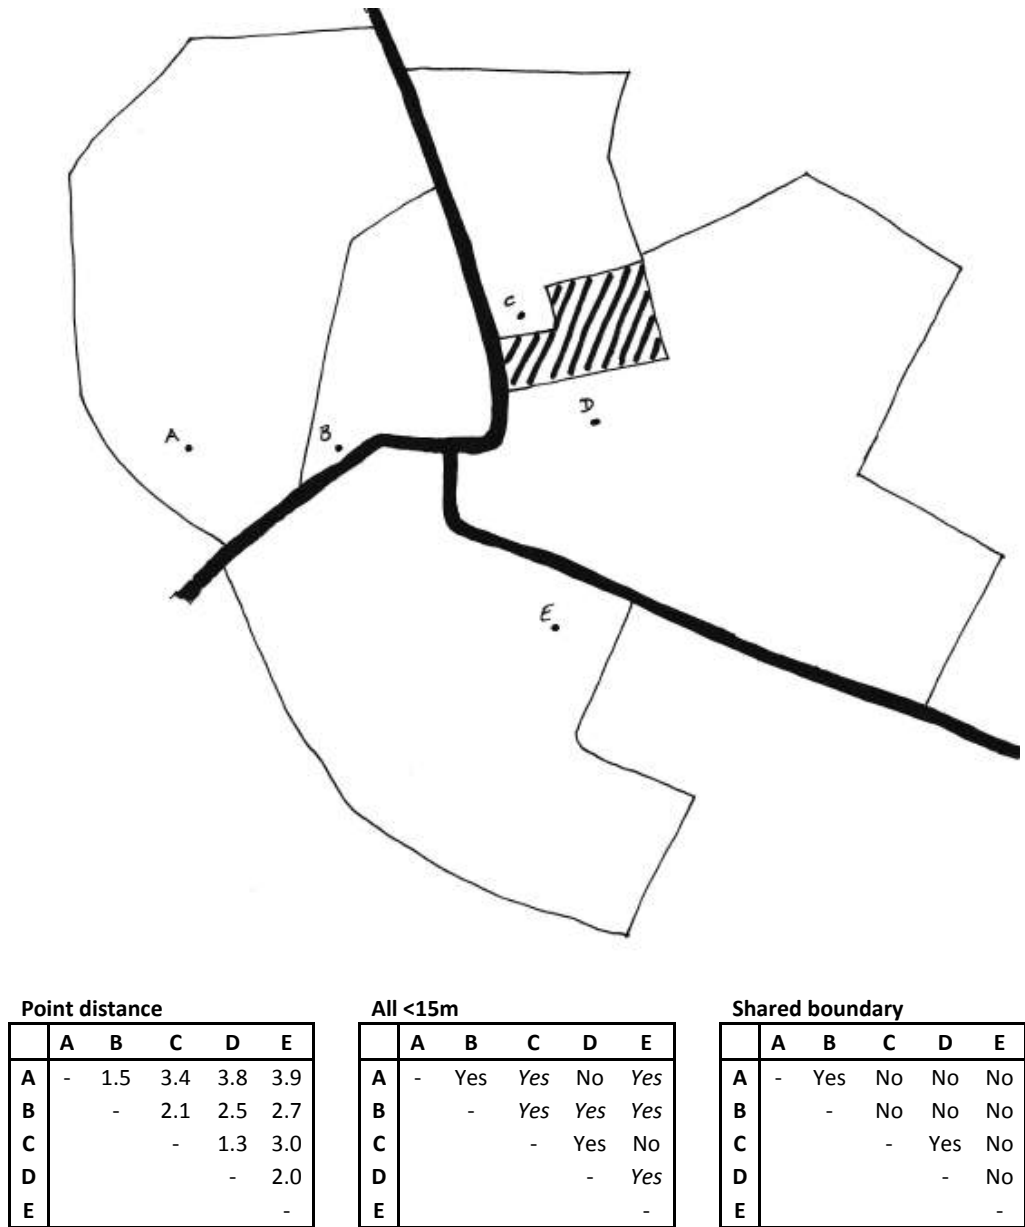 C
D
A
B
E
Point distance
A B C D E
A - 1.5 3.4 3.8 3.9
B - 2.1 2.5 2.7
C - 1.3 3.0
D - 2.0
E -
All <15m
A B C D E
A - Yes Yes No Yes
B - Yes Yes Yes
C - Yes No
D - Yes
E -
Shared boundary
A B C D E
A - Yes No No No
B - No No No
C - Yes No
D - No
E -